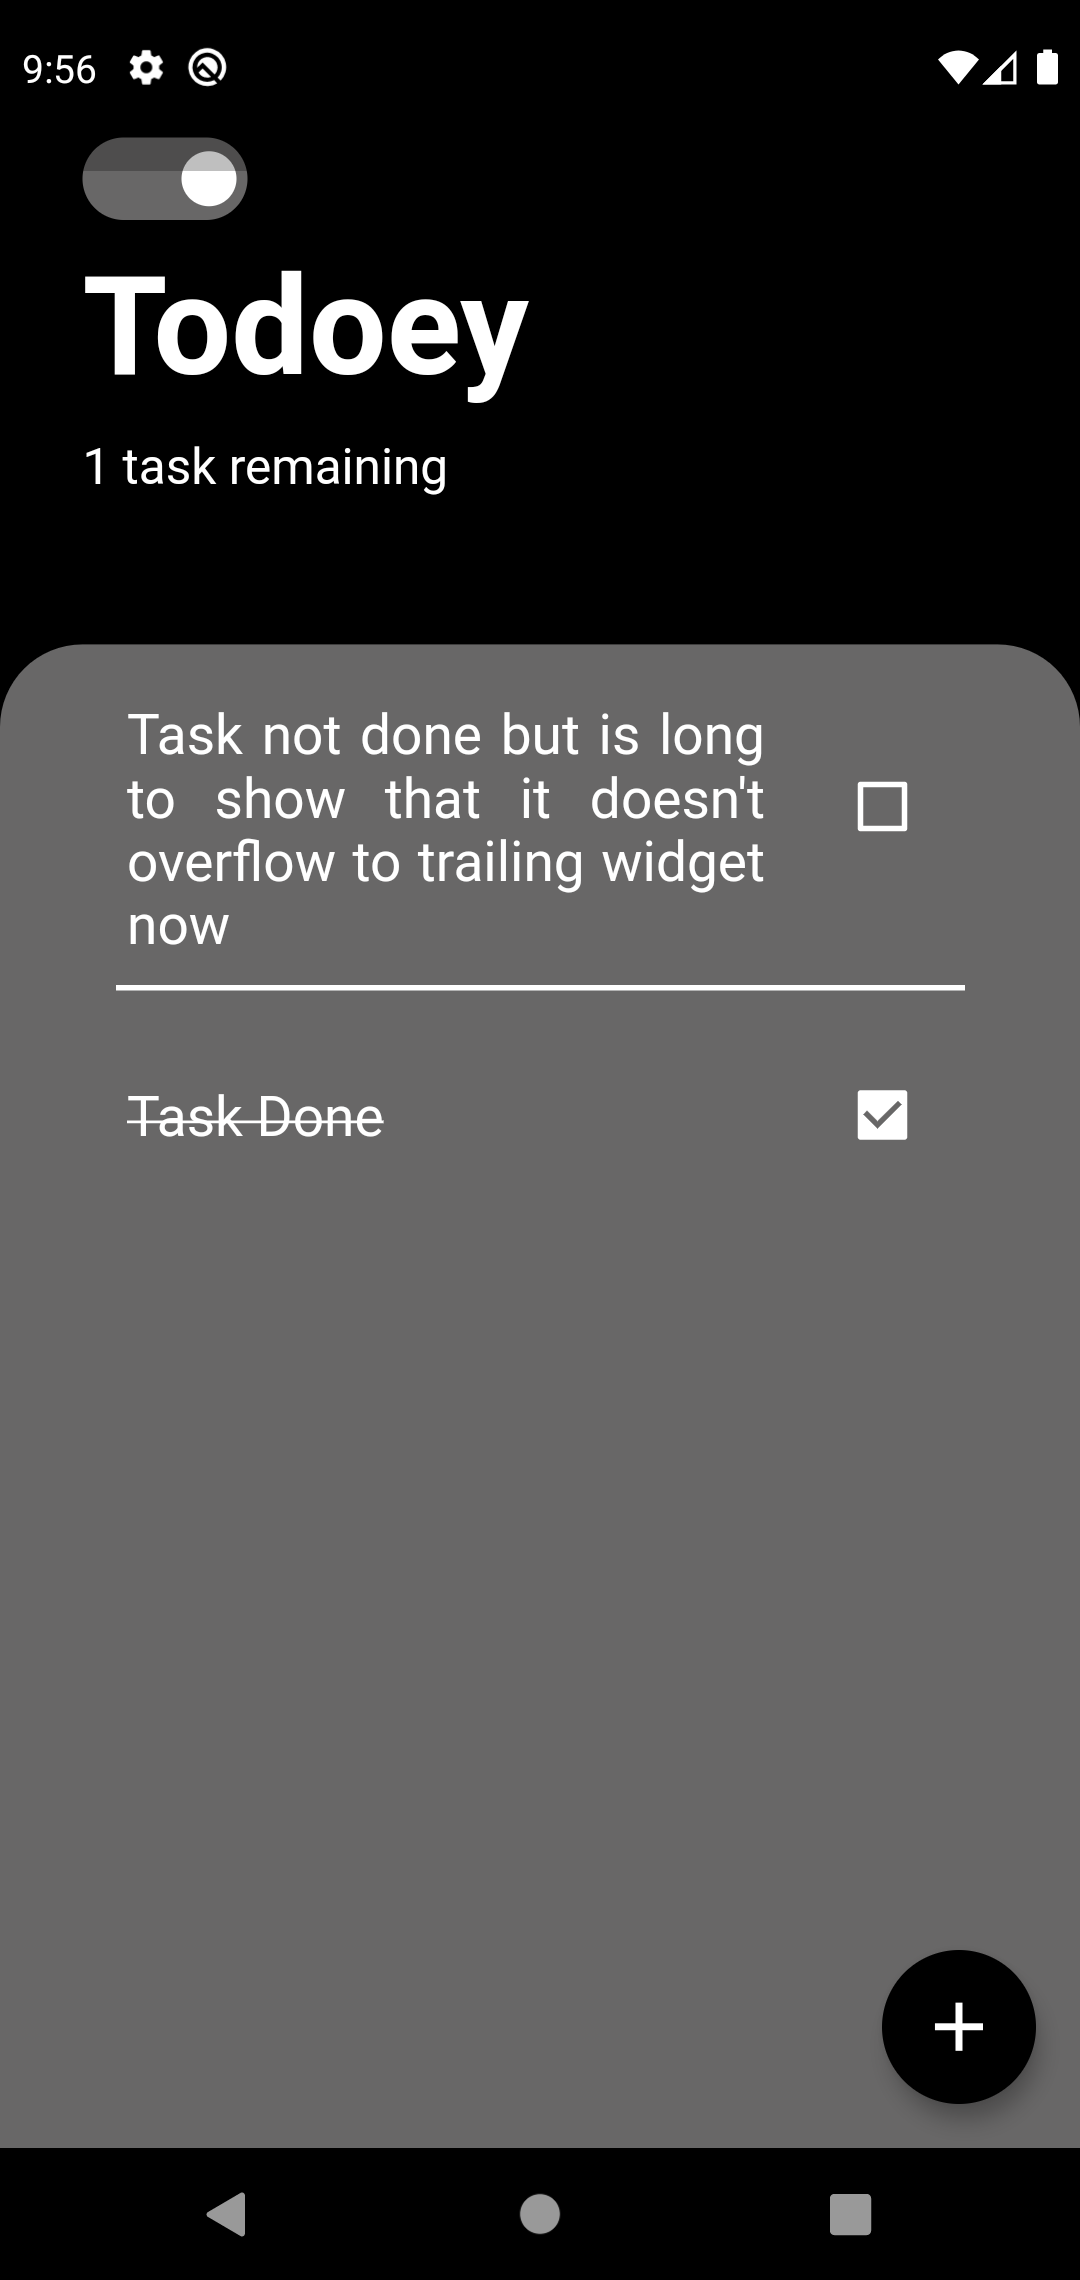 9:56
Todoey
1 task remaining
Task not done but is long
to show that it doesn't
overflow to trailing widget
now
Task Done